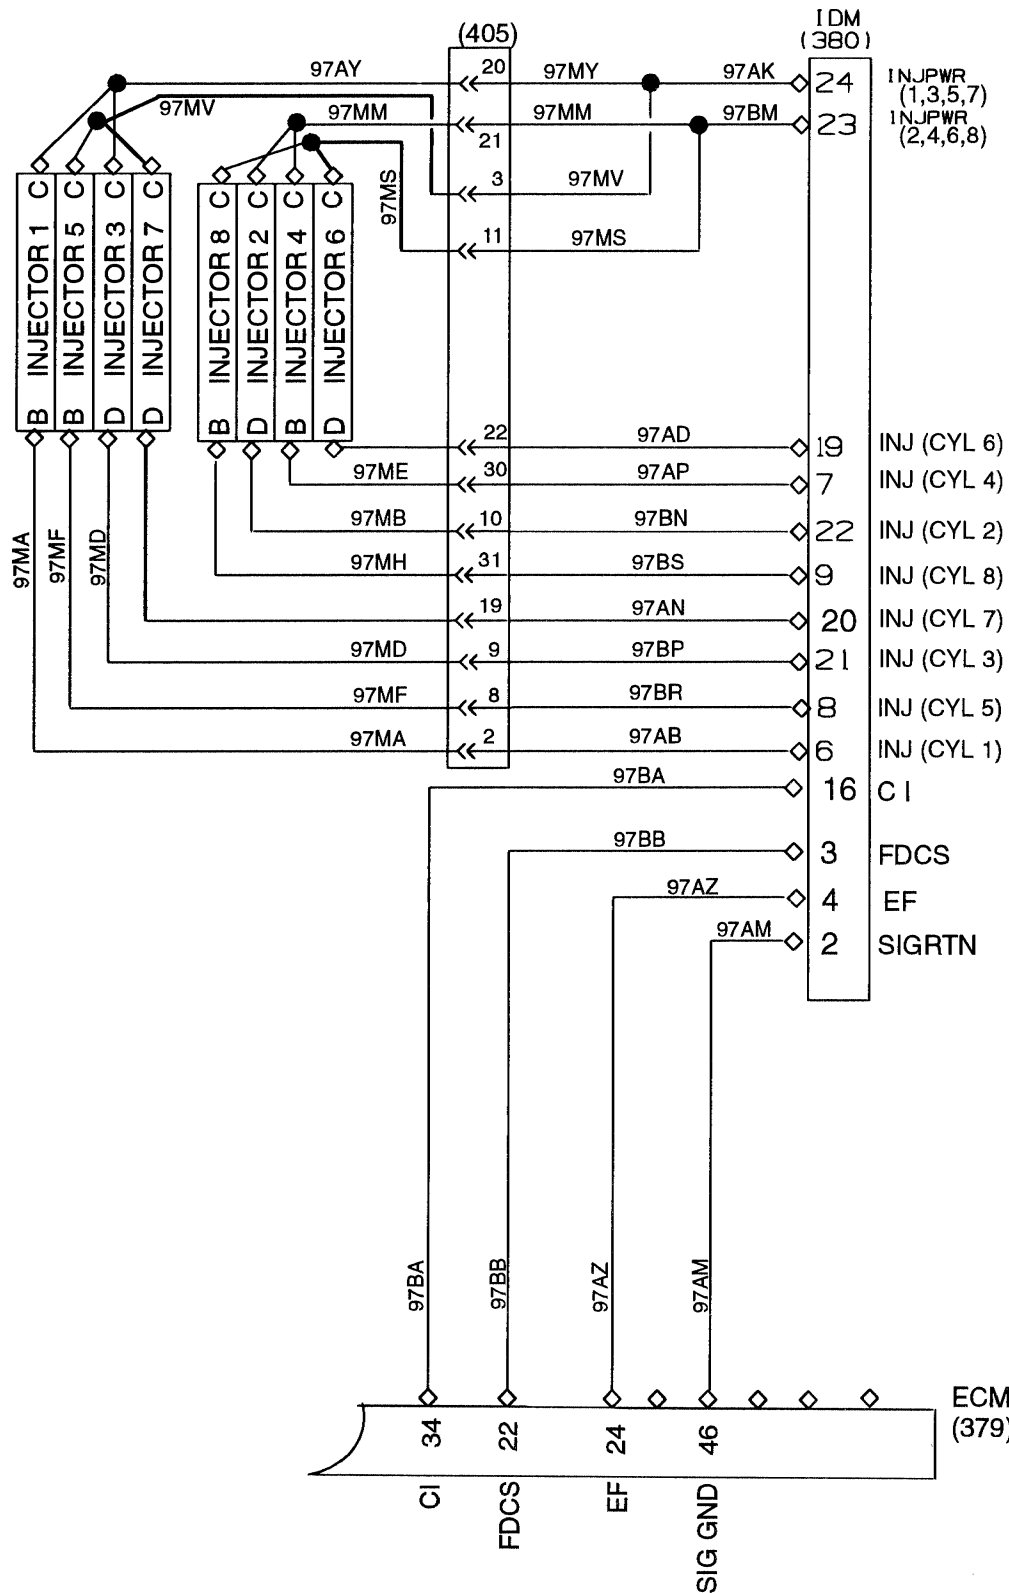 (405)
IDM
(380)
97AY
20
97MY
97AK
24
INJPWR
(1,3,5,7)
97MV
97MM
21
97MM
97BM
23
INJPWR
(2,4,6,8)
3
97MV
97MS
11
97MS
C INJECTOR 1 B
C INJECTOR 5 B
C INJECTOR 3 D
C INJECTOR 7 D
C INJECTOR 8 B
C INJECTOR 2 D
C INJECTOR 4 B
C INJECTOR 6 D
22
97AD
19
INJ (CYL 6)
97ME
30
97AP
7
INJ (CYL 4)
97MB
10
97BN
22
INJ (CYL 2)
97MH
31
97BS
9
INJ (CYL 8)
97MA
97MF
97MD
19
97AN
20
INJ (CYL 7)
97MD
9
97BP
21
INJ (CYL 3)
97MF
8
97BR
8
INJ (CYL 5)
97MA
2
97AB
6
INJ (CYL 1)
97BA
16
CI
97BB
3
FDCS
97AZ
4
EF
97AM
2
SIGRTN
97BA
97BB
97AZ
97AM
ECM
(379)
34
22
24
46
CI
FDCS
EF
SIG GND